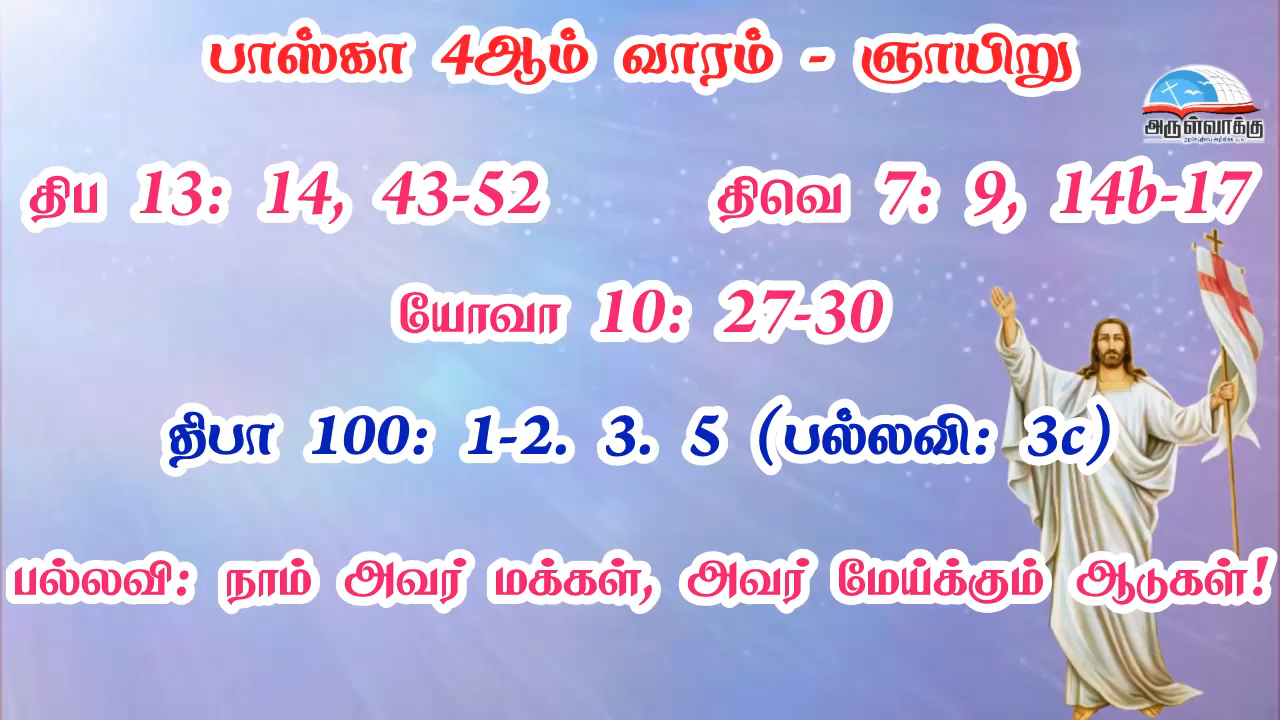 பாஸ்கா 4ஆம் வாரம் - ஞாயிறு
அருள்வாக்கு
திப 13: 14, 43-52 திவெ 7: 9, 14b-17
யோவா 10: 27-30
திபா 100: 1-2. 3. 5 (பல்லவி: 3c)
பல்லவி: நாம் அவர் மக்கள், அவர் மேய்க்கும் ஆடுகள்!